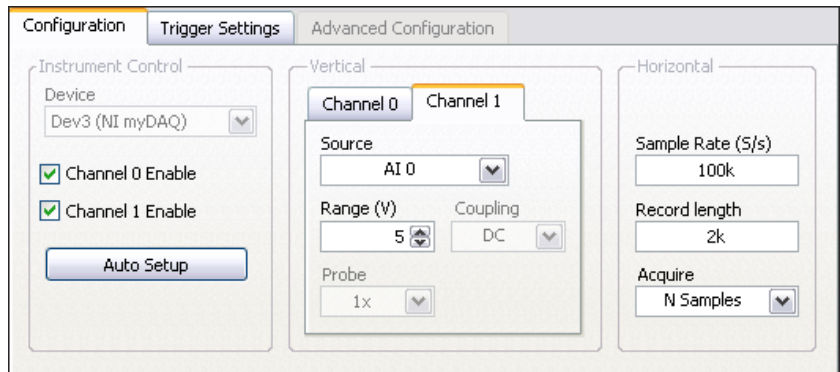 Configuration
Trigger Settings
Advanced Configuration
Instrument Control
Device
Dev3 (NI myDAQ)
Channel 0 Enable
Channel 1 Enable
Auto Setup
Vertical
Channel 0
Channel 1
Source
AI 0
Range (V)
Coupling
5
DC
Probe
1x
Horizontal
Sample Rate (S/s)
100k
Record length
2k
Acquire
N Samples